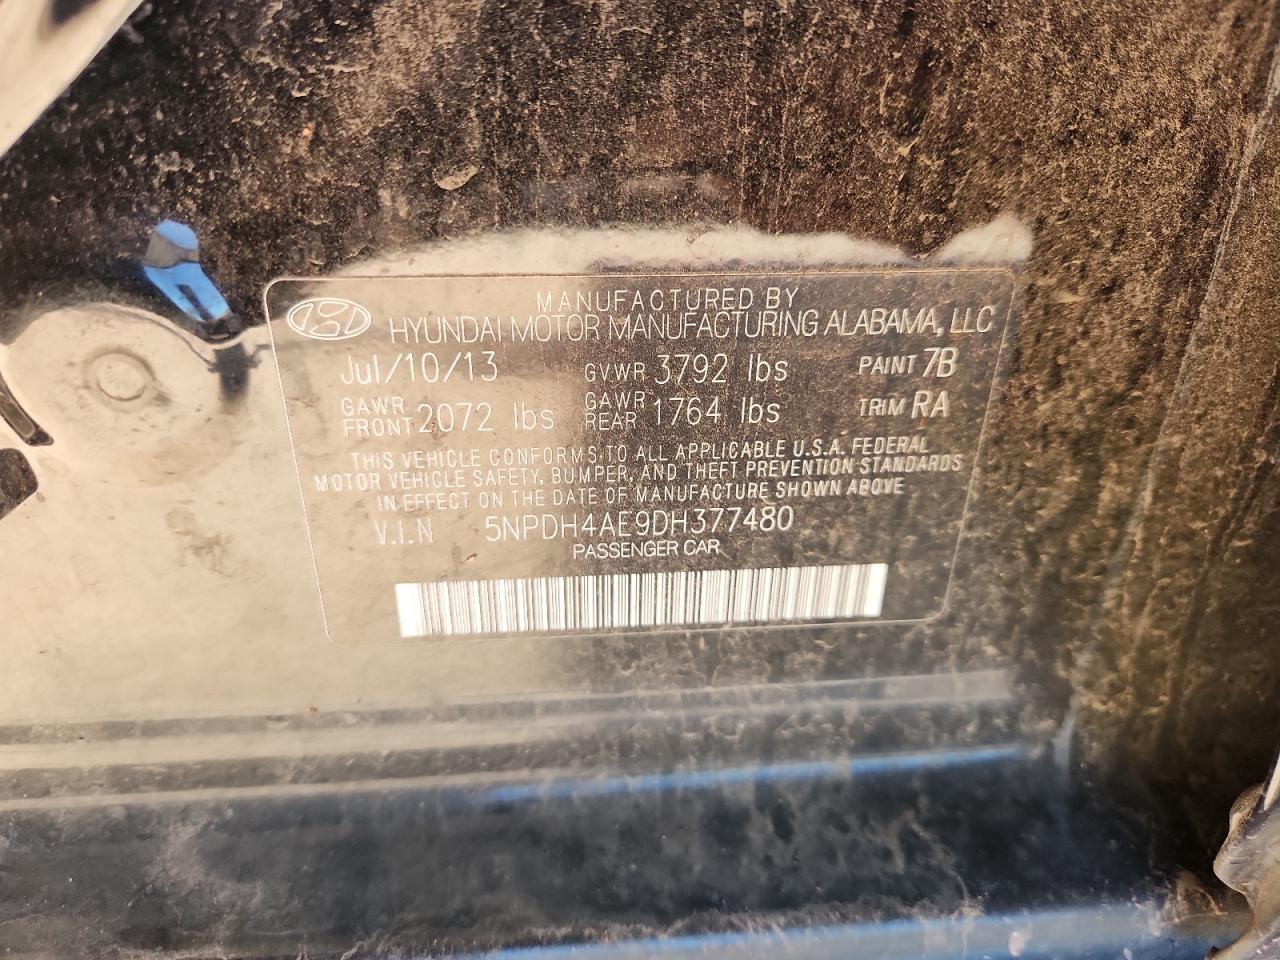 MANUFACTURED BY
HYUNDAI MOTOR MANUFACTURING ALABAMA, LLC
Jul/10/13 GVWR 3792 lbs PAINT 7B
GAWR FRONT 2072 lbs GAWR REAR 1764 lbs TRIM RA
THIS VEHICLE CONFORMS TO ALL APPLICABLE U.S.A. FEDERAL
MOTOR VEHICLE SAFETY, BUMPER, AND THEFT PREVENTION STANDARDS
IN EFFECT ON THE DATE OF MANUFACTURE SHOWN ABOVE
V.I.N 5NPDH4AE9DH377480
PASSENGER CAR